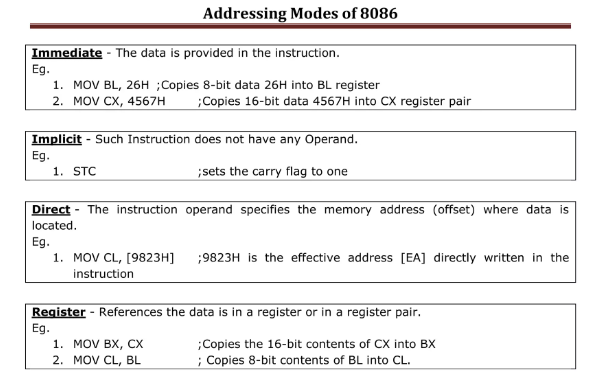 Addressing Modes of 8086
Immediate - The data is provided in the instruction.
Eg.
1. MOV BL, 26H ;Copies 8-bit data 26H into BL register
2. MOV CX, 4567H ;Copies 16-bit data 4567H into CX register pair
Implicit - Such Instruction does not have any Operand.
Eg.
1. STC ;sets the carry flag to one
Direct - The instruction operand specifies the memory address (offset) where data is
located.
Eg.
1. MOV CL, [9823H] ;9823H is the effective address [EA] directly written in the
instruction
Register - References the data is in a register or in a register pair.
Eg.
1. MOV BX, CX ;Copies the 16-bit contents of CX into BX
2. MOV CL, BL ; Copies 8-bit contents of BL into CL.